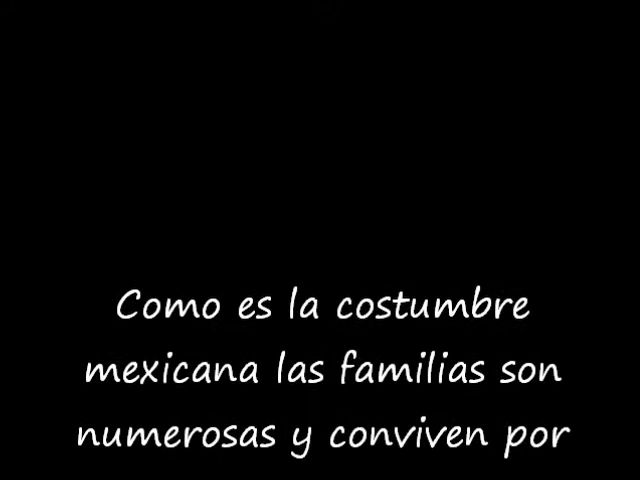 Como es la costumbre
mexicana las familias son
numerosas y conviven por